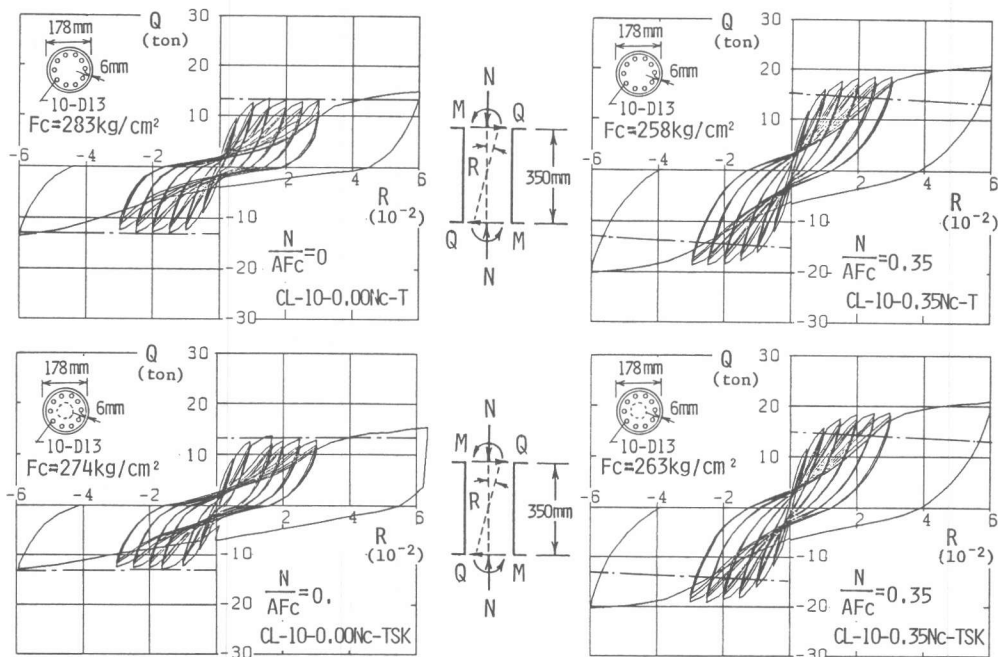 Q
(ton)
30
20
10
-10
-20
-30
-6
-4
-2
2
4
6
R
(10⁻²)
178mm
6mm
10-D13
Fc=283kg/cm²
N
AFc
=0
CL-10-0.00Nc-T
N
M
Q
R
350mm
Q
M
N
Q
(ton)
30
20
10
-10
-20
-30
-6
-4
-2
2
4
6
R
(10⁻²)
178mm
6mm
10-D13
Fc=258kg/cm²
N
AFc
=0.35
CL-10-0.35Nc-T
Q
(ton)
30
20
10
-10
-20
-30
-6
-4
-2
2
4
6
R
(10⁻²)
178mm
6mm
10-D13
Fc=274kg/cm²
N
AFc
=0.
CL-10-0.00Nc-TSK
N
M
Q
R
350mm
Q
M
N
Q
(ton)
30
20
10
-10
-20
-30
-6
-4
-2
2
4
6
R
(10⁻²)
178mm
6mm
10-D13
Fc=263kg/cm²
N
AFc
=0.35
CL-10-0.35Nc-TSK